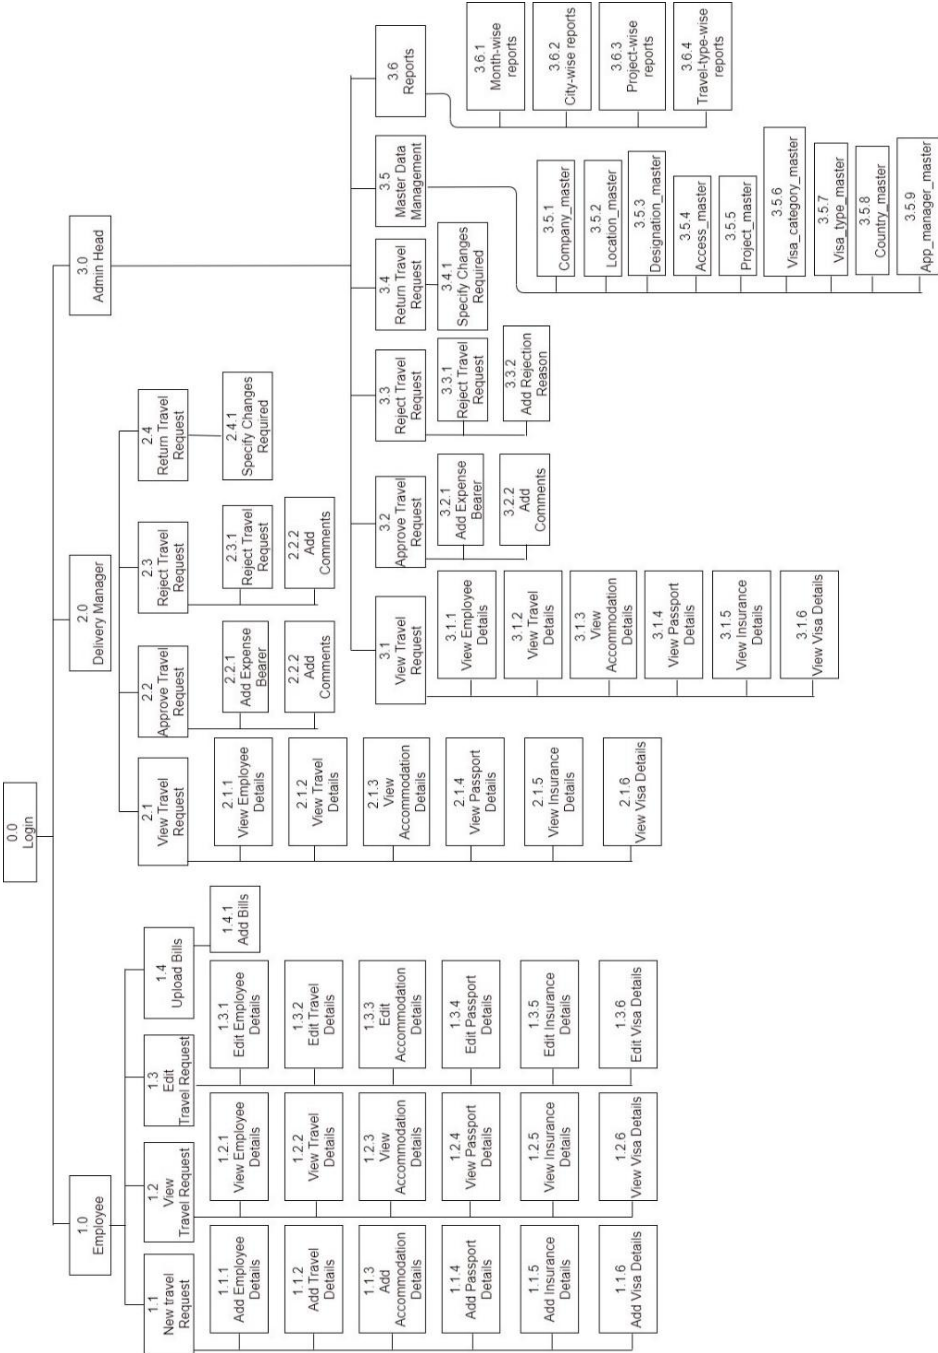 0.0
Login
1.0
Employee
2.0
Delivery Manager
3.0
Admin Head
1.1
New travel
Request
1.1.1
Add Employee
Details
1.1.2
Add Travel
Details
1.1.3
Add
Accommodation
Details
1.1.4
Add Passport
Details
1.1.5
Add Insurance
Details
1.1.6
Add Visa Details
1.2
View
Travel Request
1.2.1
View Employee
Details
1.2.2
View Travel
Details
1.2.3
View
Accommodation
Details
1.2.4
View Passport
Details
1.2.5
View Insurance
Details
1.2.6
View Visa Details
1.3
Edit
Travel Request
1.3.1
Edit Employee
Details
1.3.2
Edit Travel
Details
1.3.3
Edit
Accommodation
Details
1.3.4
Edit Passport
Details
1.3.5
Edit Insurance
Details
1.3.6
Edit Visa Details
1.4
Upload Bills
1.4.1
Add Bills
2.1
View Travel
Request
2.1.1
View Employee
Details
2.1.2
View Travel
Details
2.1.3
View
Accommodation
Details
2.1.4
View Passport
Details
2.1.5
View Insurance
Details
2.1.6
View Visa Details
2.2
Approve Travel
Request
2.2.1
Add Expense
Bearer
2.2.2
Add
Comments
2.3
Reject Travel
Request
2.3.1
Reject Travel
Request
2.2.2
Add
Comments
2.4
Return Travel
Request
2.4.1
Specify Changes
Required
3.1
View Travel
Request
3.1.1
View Employee
Details
3.1.2
View Travel
Details
3.1.3
View
Accommodation
Details
3.1.4
View Passport
Details
3.1.5
View Insurance
Details
3.1.6
View Visa Details
3.2
Approve Travel
Request
3.2.1
Add Expense
Bearer
3.2.2
Add
Comments
3.3
Reject Travel
Request
3.3.1
Reject Travel
Request
3.3.2
Add Rejection
Reason
3.4
Return Travel
Request
3.4.1
Specify Changes
Required
3.5
Master Data
Management
3.5.1
Company_master
3.5.2
Location_master
3.5.3
Designation_master
3.5.4
Access_master
3.5.5
Project_master
3.5.6
Visa_category_master
3.5.7
Visa_type_master
3.5.8
Country_master
3.5.9
App_manager_master
3.6
Reports
3.6.1
Month-wise
reports
3.6.2
City-wise reports
3.6.3
Project-wise
reports
3.6.4
Travel-type-wise
reports